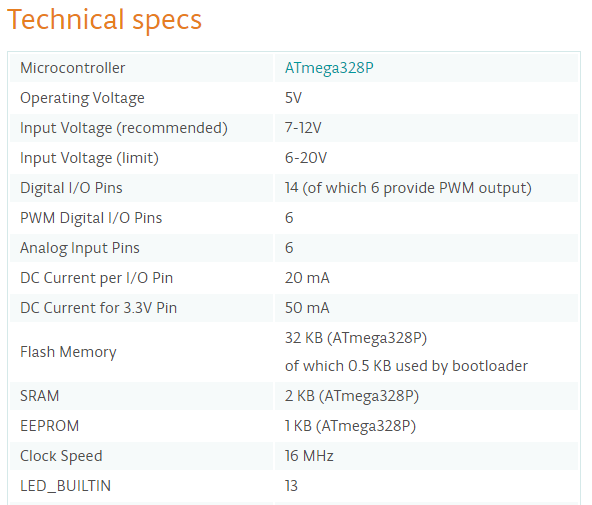 Technical specs
Microcontroller ATmega328P
Operating Voltage 5V
Input Voltage (recommended) 7-12V
Input Voltage (limit) 6-20V
Digital I/O Pins 14 (of which 6 provide PWM output)
PWM Digital I/O Pins 6
Analog Input Pins 6
DC Current per I/O Pin 20 mA
DC Current for 3.3V Pin 50 mA
Flash Memory 32 KB (ATmega328P)
of which 0.5 KB used by bootloader
SRAM 2 KB (ATmega328P)
EEPROM 1 KB (ATmega328P)
Clock Speed 16 MHz
LED_BUILTIN 13